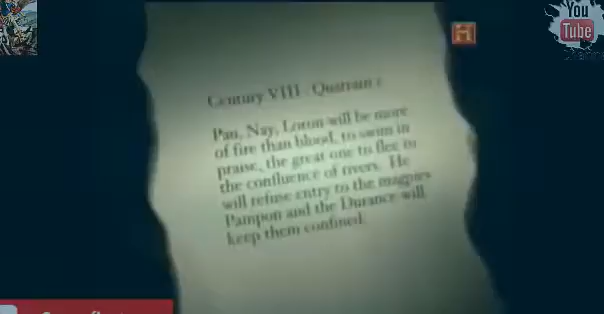 You
Tube
H
Century VIII Quatrain 1
Pau, Nay, Loron will be more
of fire than blood, to swim in
praise, the great one to flee to
the confluence of rivers. He
will refuse entry to the magpies
Pampon and the Durance will
keep them confined.